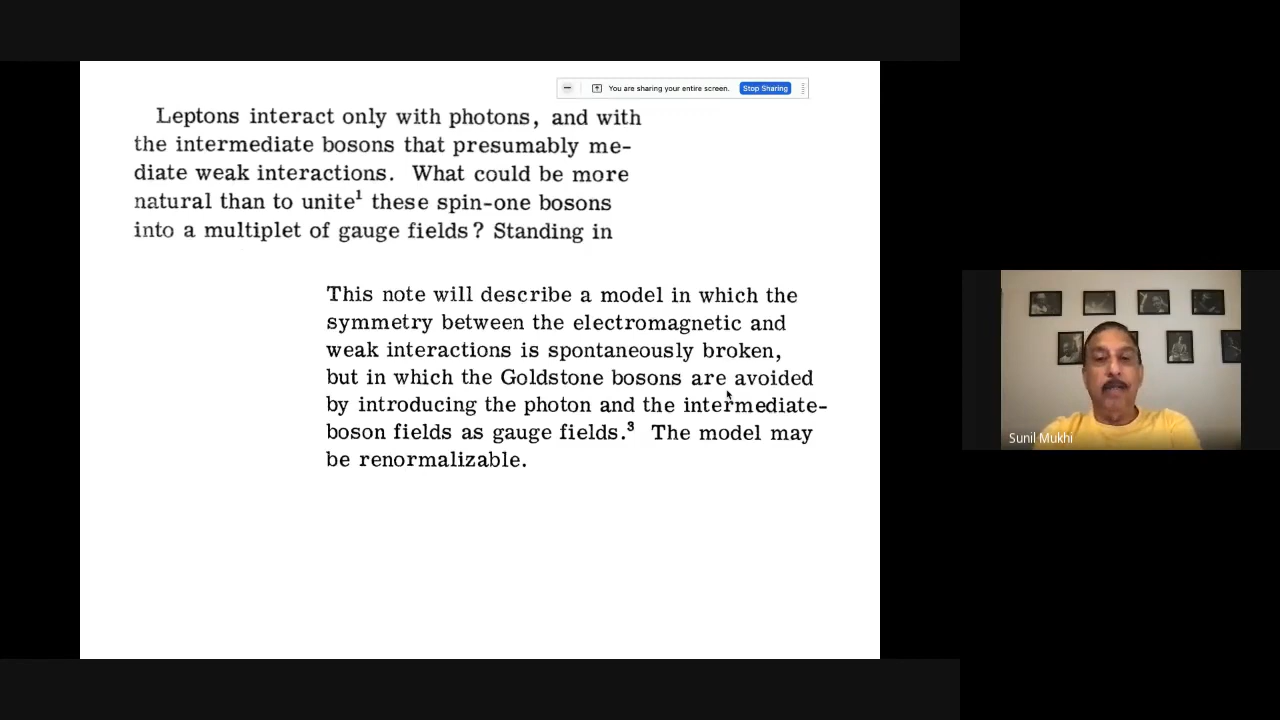 You are sharing your entire screen. Stop Sharing
Leptons interact only with photons, and with
the intermediate bosons that presumably me-
diate weak interactions. What could be more
natural than to unite¹ these spin-one bosons
into a multiplet of gauge fields? Standing in
This note will describe a model in which the
symmetry between the electromagnetic and
weak interactions is spontaneously broken,
but in which the Goldstone bosons are avoided
by introducing the photon and the intermediate-
boson fields as gauge fields.³ The model may
be renormalizable.
Sunil Mukhi